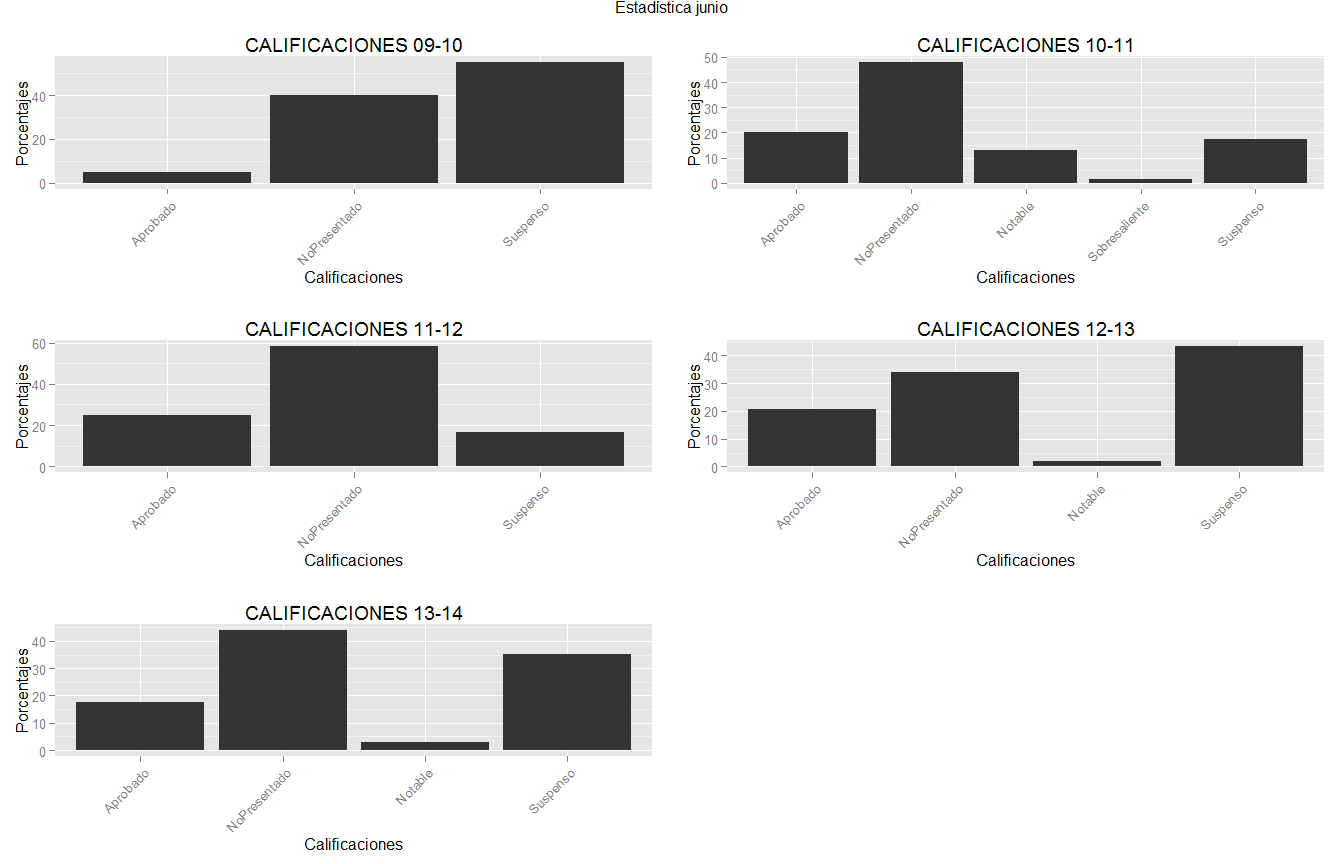 Estadística junio
CALIFICACIONES 09-10
Porcentajes
40
20
0
Aprobado
NoPresentado
Suspenso
Calificaciones
CALIFICACIONES 10-11
Porcentajes
50
40
30
20
10
0
Aprobado
NoPresentado
Notable
Sobresaliente
Suspenso
Calificaciones
CALIFICACIONES 11-12
Porcentajes
60
40
20
0
Aprobado
NoPresentado
Suspenso
Calificaciones
CALIFICACIONES 12-13
Porcentajes
40
30
20
10
0
Aprobado
NoPresentado
Notable
Suspenso
Calificaciones
CALIFICACIONES 13-14
Porcentajes
40
30
20
10
0
Aprobado
NoPresentado
Notable
Suspenso
Calificaciones